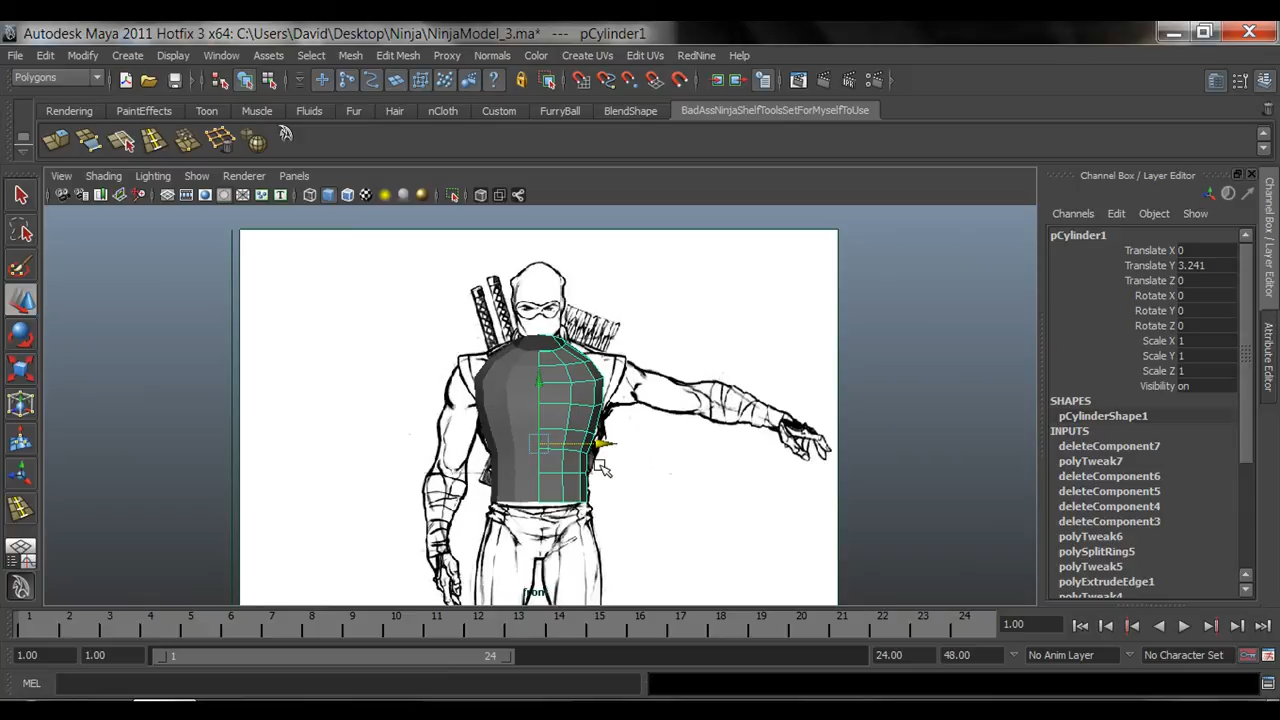 Autodesk Maya 2011 Hotfix 3 x64: C:\Users\David\Desktop\Ninja\NinjaModel_3.ma* --- pCylinder1
File Edit Modify Create Display Window Assets Select Mesh Edit Mesh Proxy Normals Color Create UVs Edit UVs RedNine Help
Polygons
Rendering PaintEffects Toon Muscle Fluids Fur Hair nCloth Custom FurryBall BlendShape BadAssNinjaShelfToolsSetForMyselfToUse
View Shading Lighting Show Renderer Panels
Channel Box / Layer Editor
Channels Edit Object Show
pCylinder1
Translate X 0
Translate Y 3.241
Translate Z 0
Rotate X 0
Rotate Y 0
Rotate Z 0
Scale X 1
Scale Y 1
Scale Z 1
Visibility on
SHAPES
pCylinderShape1
INPUTS
deleteComponent7
polyTweak7
deleteComponent6
deleteComponent5
deleteComponent4
deleteComponent3
polyTweak6
polySplitRing5
polyTweak5
polyExtrudeEdge1
polyTweak4
Channel Box / Layer Editor
Attribute Editor
1 2 3 4 5 6 7 8 9 10 11 12 13 14 15 16 17 18 19 20 21 22 23 24
1.00
1.00 1.00 1 24 24.00 48.00 No Anim Layer No Character Set
MEL